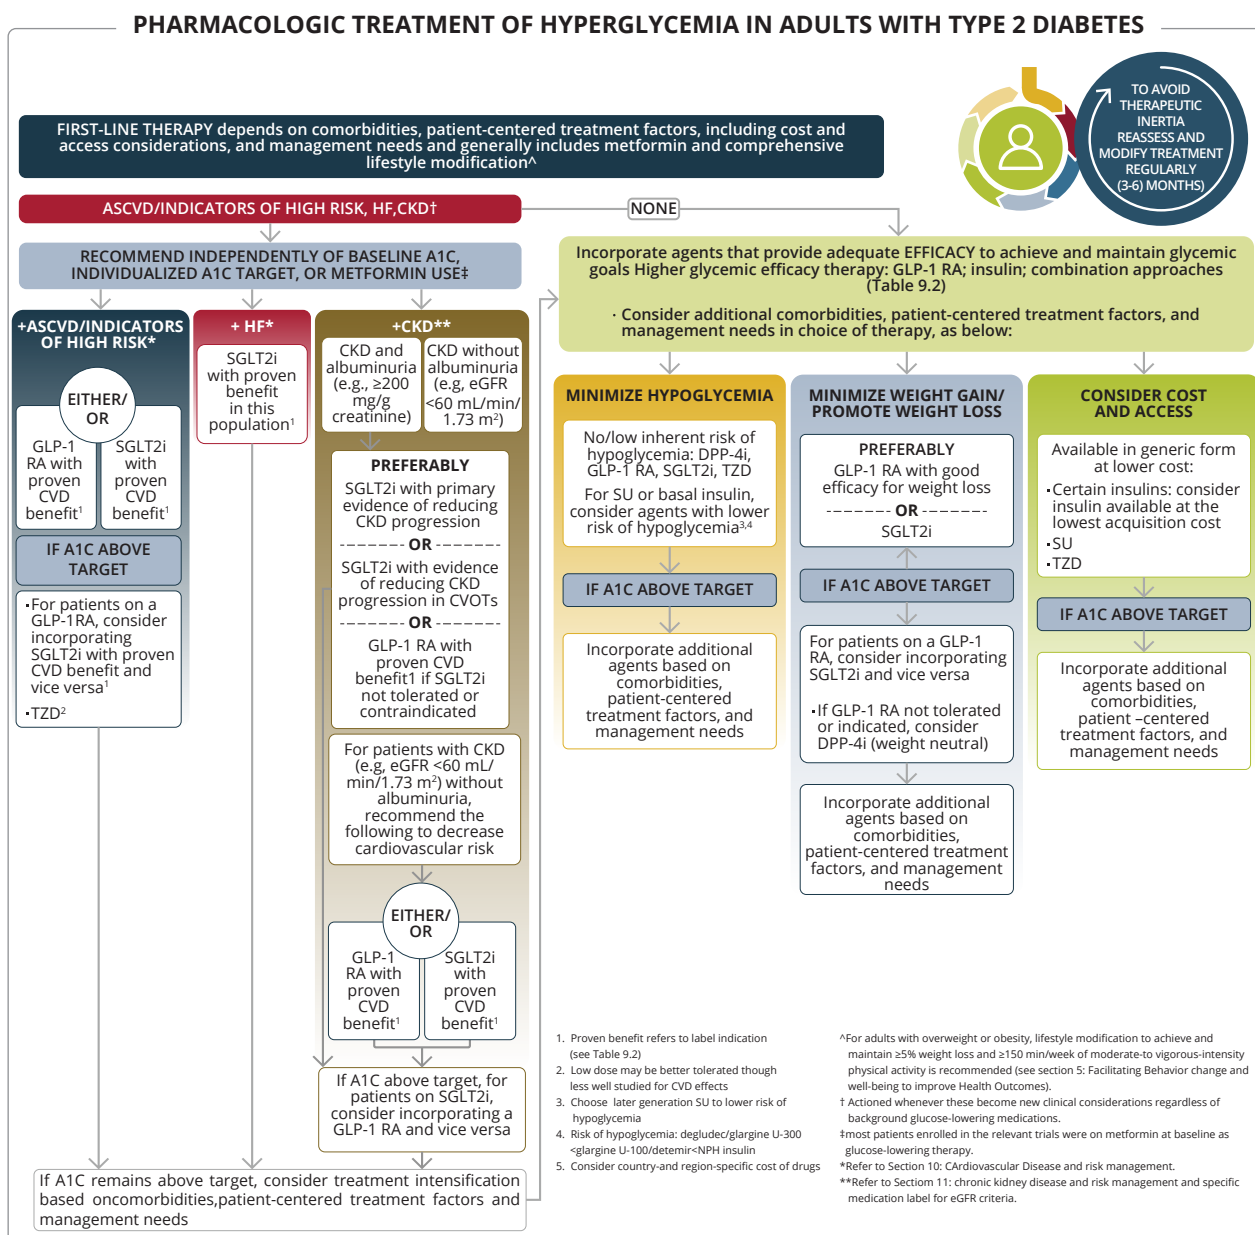 PHARMACOLOGIC TREATMENT OF HYPERGLYCEMIA IN ADULTS WITH TYPE 2 DIABETES
TO AVOID
THERAPEUTIC
INERTIA
REASSESS AND
MODIFY TREATMENT
REGULARLY
(3-6) MONTHS)
FIRST-LINE THERAPY depends on comorbidities, patient-centered treatment factors, including cost and
access considerations, and management needs and generally includes metformin and comprehensive
lifestyle modification^
ASCVD/INDICATORS OF HIGH RISK, HF,CKD†
NONE
RECOMMEND INDEPENDENTLY OF BASELINE A1C,
INDIVIDUALIZED A1C TARGET, OR METFORMIN USE‡
+ASCVD/INDICATORS
OF HIGH RISK*
EITHER/
OR
GLP-1
RA with
proven
CVD
benefit1
SGLT2i
with
proven
CVD
benefit1
IF A1C ABOVE
TARGET
▪For patients on a
GLP-1RA, consider
incorporating
SGLT2i with proven
CVD benefit and
vice versa1
▪TZD2
+ HF*
SGLT2i
with proven
benefit
in this
population1
+CKD**
CKD and
albuminuria
(e.g., ≥200
mg/g
creatinine)
CKD without
albuminuria
(e.g, eGFR
<60 mL/min/
1.73 m2)
PREFERABLY
SGLT2i with primary
evidence of reducing
CKD progression
------- OR -------
SGLT2i with evidence
of reducing CKD
progression in CVOTs
------- OR -------
GLP-1 RA with
proven CVD
benefit1 if SGLT2i
not tolerated or
contraindicated
For patients with CKD
(e.g, eGFR <60 mL/
min/1.73 m2) without
albuminuria,
recommend the
following to decrease
cardiovascular risk
EITHER/
OR
GLP-1
RA with
proven
CVD
benefit1
SGLT2i
with
proven
CVD
benefit1
If A1C above target, for
patients on SGLT2i,
consider incorporating a
GLP-1 RA and vice versa
If A1C remains above target, consider treatment intensification
based oncomorbidities,patient-centered treatment factors and
management needs
Incorporate agents that provide adequate EFFICACY to achieve and maintain glycemic
goals Higher glycemic efficacy therapy: GLP-1 RA; insulin; combination approaches
(Table 9.2)
· Consider additional comorbidities, patient-centered treatment factors, and
management needs in choice of therapy, as below:
MINIMIZE HYPOGLYCEMIA
No/low inherent risk of
hypoglycemia: DPP-4i,
GLP-1 RA, SGLT2i, TZD
For SU or basal insulin,
consider agents with lower
risk of hypoglycemia3,4
IF A1C ABOVE TARGET
Incorporate additional
agents based on
comorbidities,
patient-centered
treatment factors, and
management needs
MINIMIZE WEIGHT GAIN/
PROMOTE WEIGHT LOSS
PREFERABLY
GLP-1 RA with good
efficacy for weight loss
------- OR -------
SGLT2i
IF A1C ABOVE TARGET
For patients on a GLP-1
RA, consider incorporating
SGLT2i and vice versa
▪If GLP-1 RA not tolerated
or indicated, consider
DPP-4i (weight neutral)
Incorporate additional
agents based on
comorbidities,
patient-centered treatment
factors, and management
needs
CONSIDER COST
AND ACCESS
Available in generic form
at lower cost:
▪Certain insulins: consider
insulin available at the
lowest acquisition cost
▪SU
▪TZD
IF A1C ABOVE TARGET
Incorporate additional
agents based on
comorbidities,
patient –centered
treatment factors, and
management needs
1. Proven benefit refers to label indication
(see Table 9.2)
2. Low dose may be better tolerated though
less well studied for CVD effects
3. Choose later generation SU to lower risk of
hypoglycemia
4. Risk of hypoglycemia: degludec/glargine U-300
<glargine U-100/detemir<NPH insulin
5. Consider country-and region-specific cost of drugs
^For adults with overweight or obesity, lifestyle modification to achieve and
maintain ≥5% weight loss and ≥150 min/week of moderate-to vigorous-intensity
physical activity is recommended (see section 5: Facilitating Behavior change and
well-being to improve Health Outcomes).
† Actioned whenever these become new clinical considerations regardless of
background glucose-lowering medications.
‡most patients enrolled in the relevant trials were on metformin at baseline as
glucose-lowering therapy.
*Refer to Section 10: CArdiovascular Disease and risk management.
**Refer to Sectiom 11: chronic kidney disease and risk management and specific
medication label for eGFR criteria.